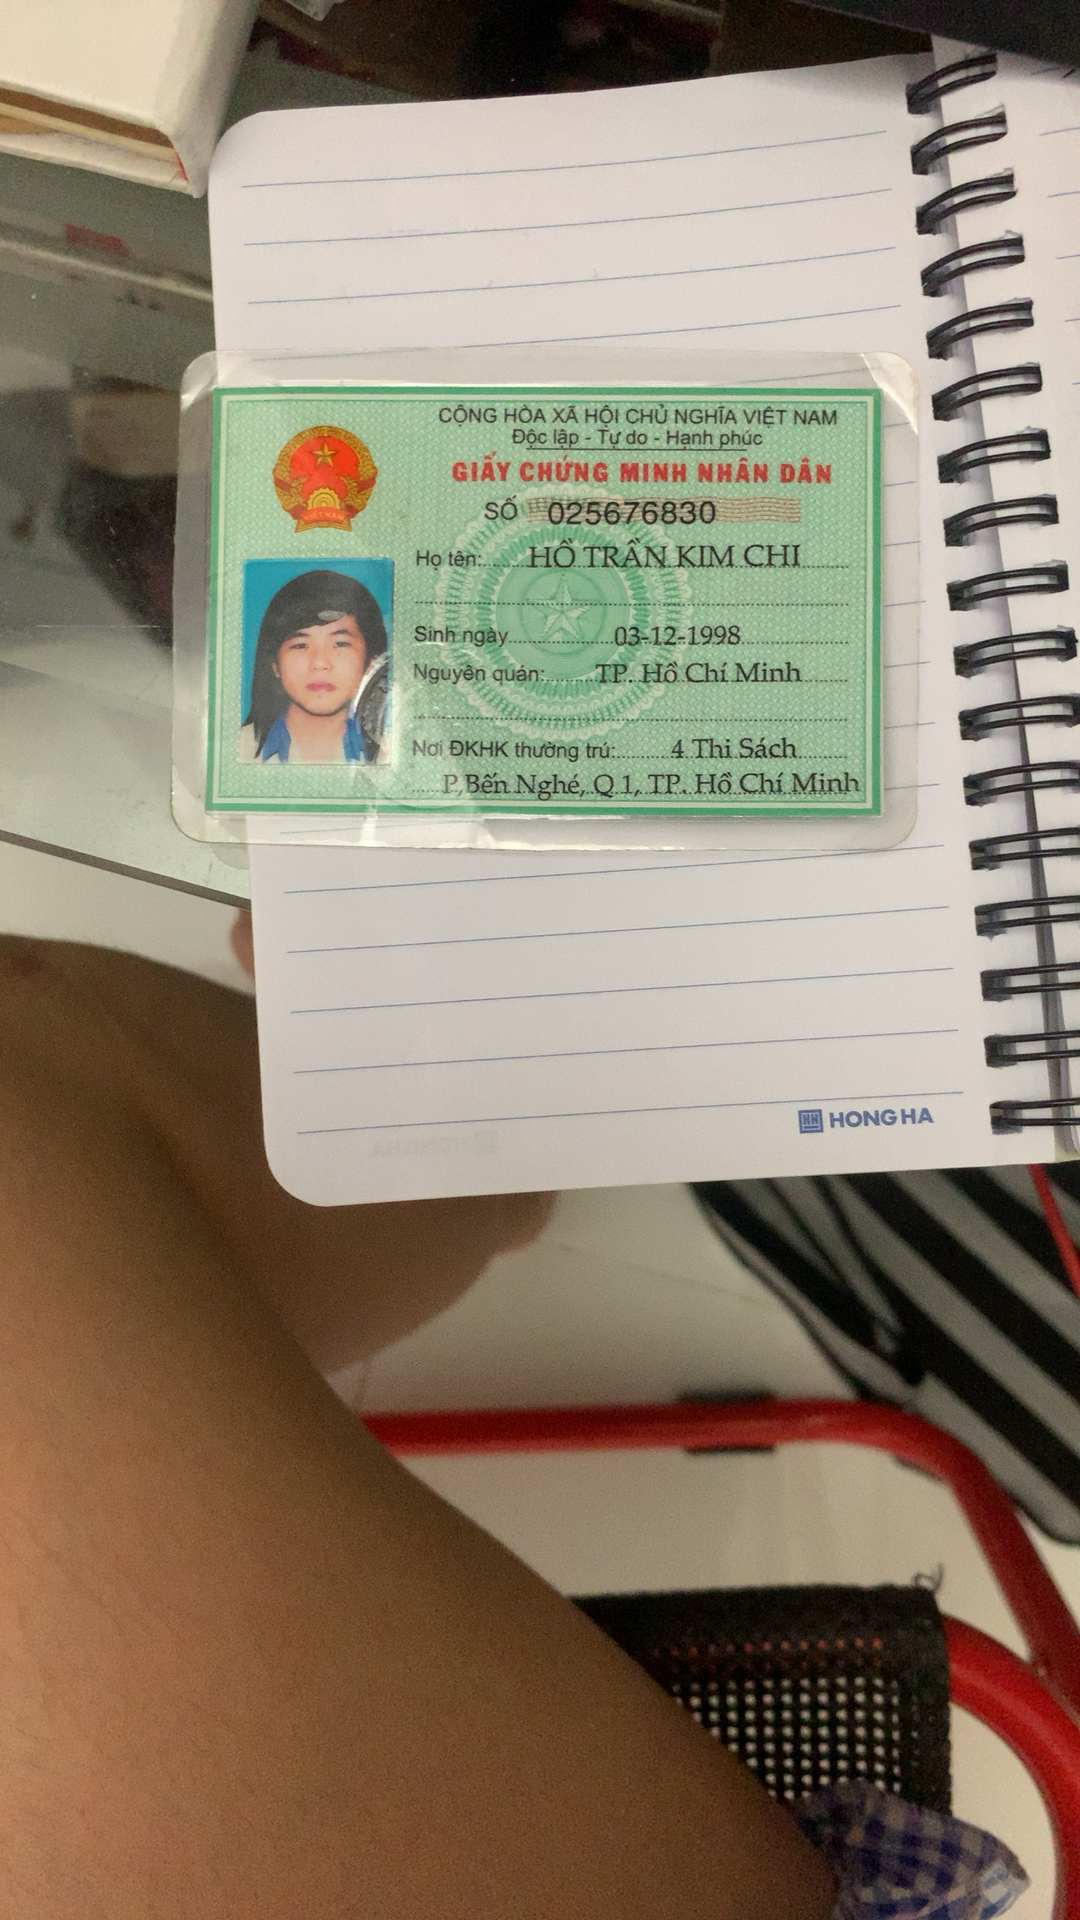 CỘNG HÒA XÃ HỘI CHỦ NGHĨA VIỆT NAM
Độc lập - Tự do - Hạnh phúc
GIẤY CHỨNG MINH NHÂN DÂN
SỐ 025676830
Họ tên: HỒ TRẦN KIM CHI
Sinh ngày 03-12-1998
Nguyên quán: TP. Hồ Chí Minh
Nơi ĐKHK thường trú: 4 Thi Sách
P,Bến Nghé, Q 1, TP. Hồ Chí Minh
VIỆT NAM
HONG HA